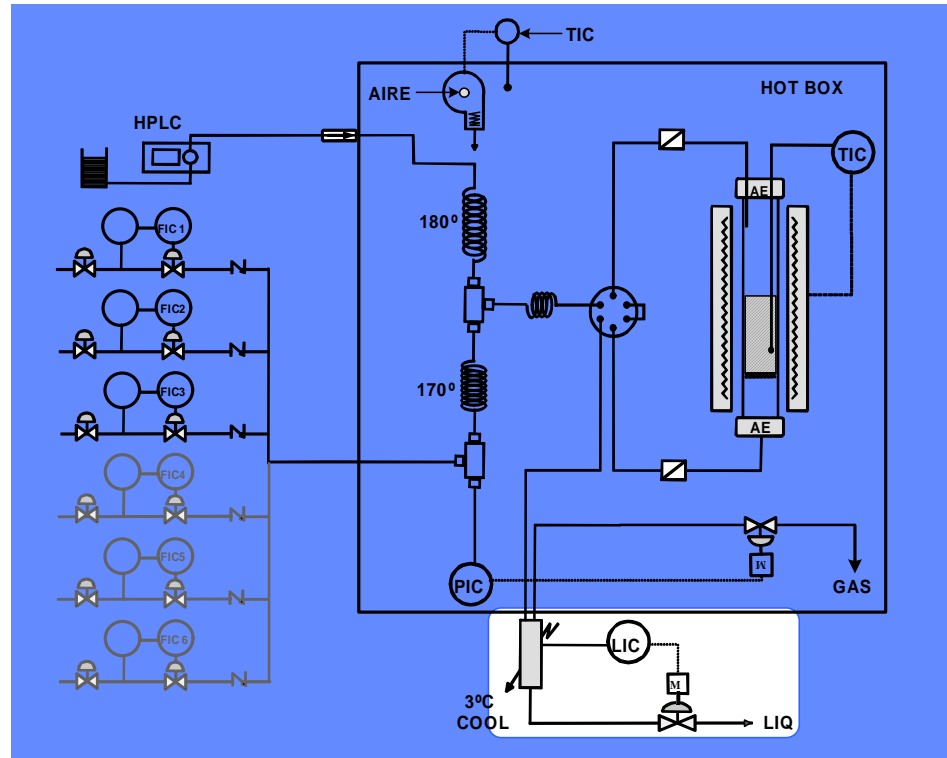 TIC
HOT BOX
AIRE
HPLC
TIC
AE
180º
FIC 1
FIC2
170º
FIC3
AE
FIC4
FIC5
PIC
M
GAS
FIC 6
LIC
M
3ºC
COOL
LIQ